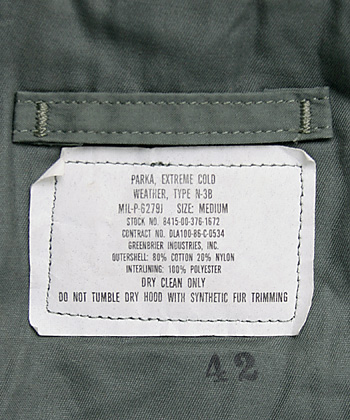 PARKA, EXTREME COLD
WEATHER, TYPE N-3B
MIL-P-6279J SIZE: MEDIUM
STOCK NO. 8415-00-376-1672
CONTRACT NO. DLA100-86-C-0534
GREENBRIER INDUSTRIES, INC.
OUTERSHELL: 80% COTTON 20% NYLON
INTERLINING: 100% POLYESTER
DRY CLEAN ONLY
DO NOT TUMBLE DRY HOOD WITH SYNTHETIC FUR TRIMMING
42